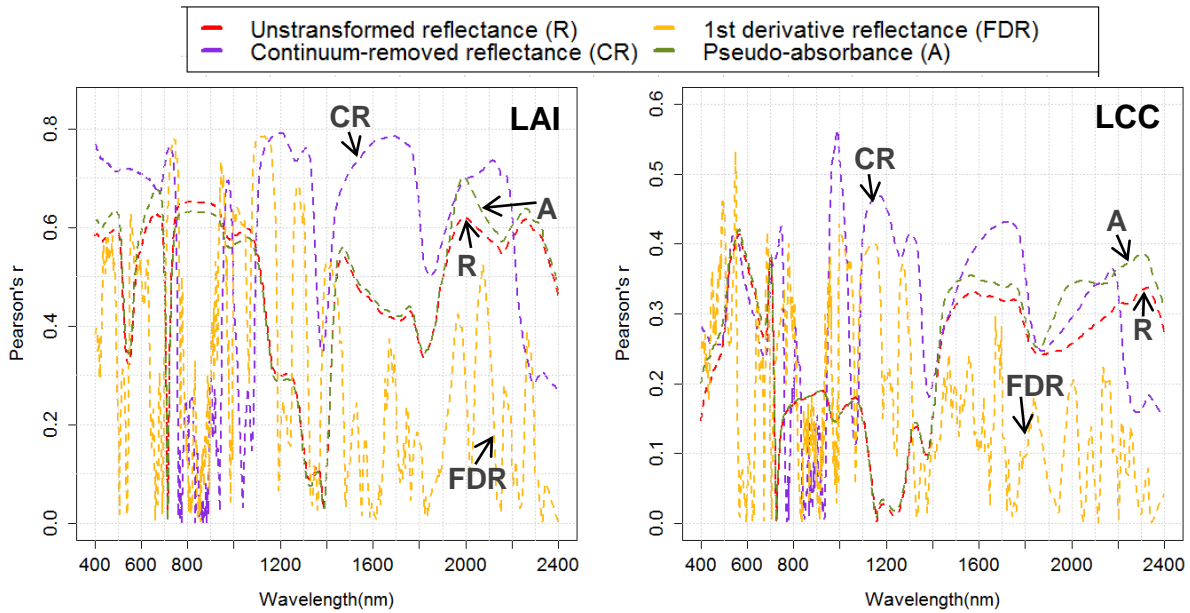 Unstransformed reflectance (R)
Continuum-removed reflectance (CR)
1st derivative reflectance (FDR)
Pseudo-absorbance (A)
LAI
CR
A
R
FDR
Pearson's r
0.0
0.2
0.4
0.6
0.8
400
600
800
1200
1600
2000
2400
Wavelength(nm)
LCC
CR
A
R
FDR
Pearson's r
0.0
0.1
0.2
0.3
0.4
0.5
0.6
400
600
800
1200
1600
2000
2400
Wavelength(nm)